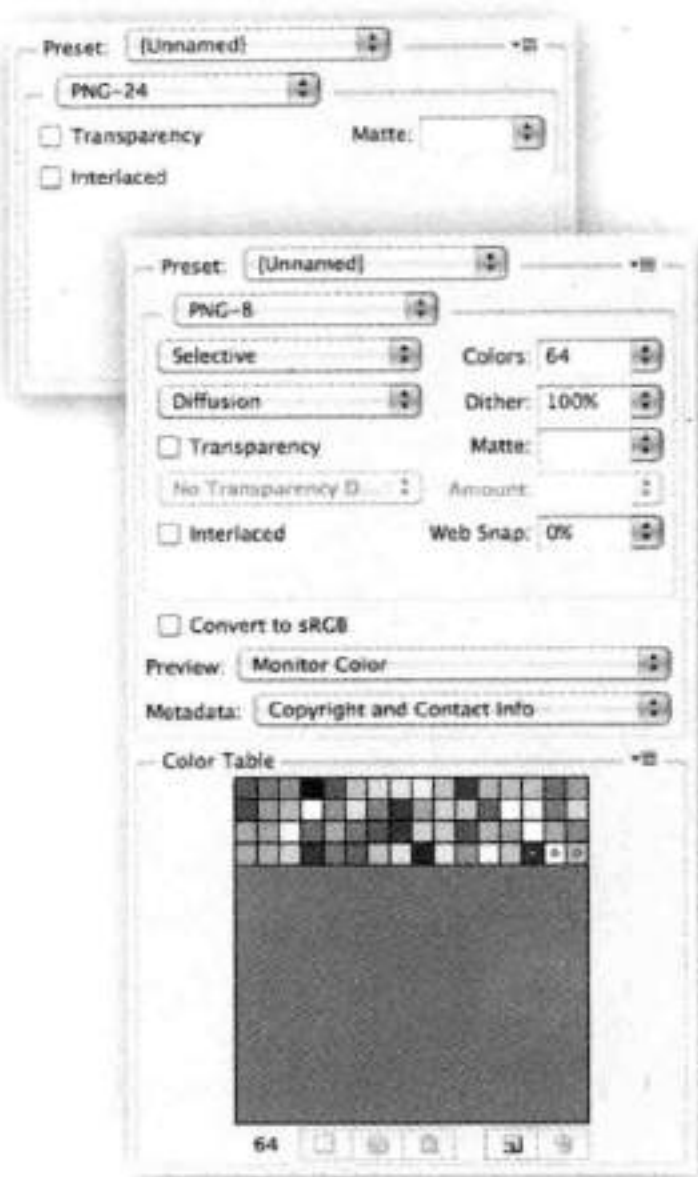 Preset: [Unnamed]
PNG-24
Transparency Matte:
Interlaced
Preset: [Unnamed]
PNG-8
Selective Colors: 64
Diffusion Dither: 100%
Transparency Matte:
No Transparency D... Amount:
Interlaced Web Snap: 0%
Convert to sRGB
Preview: Monitor Color
Metadata: Copyright and Contact Info
Color Table
64